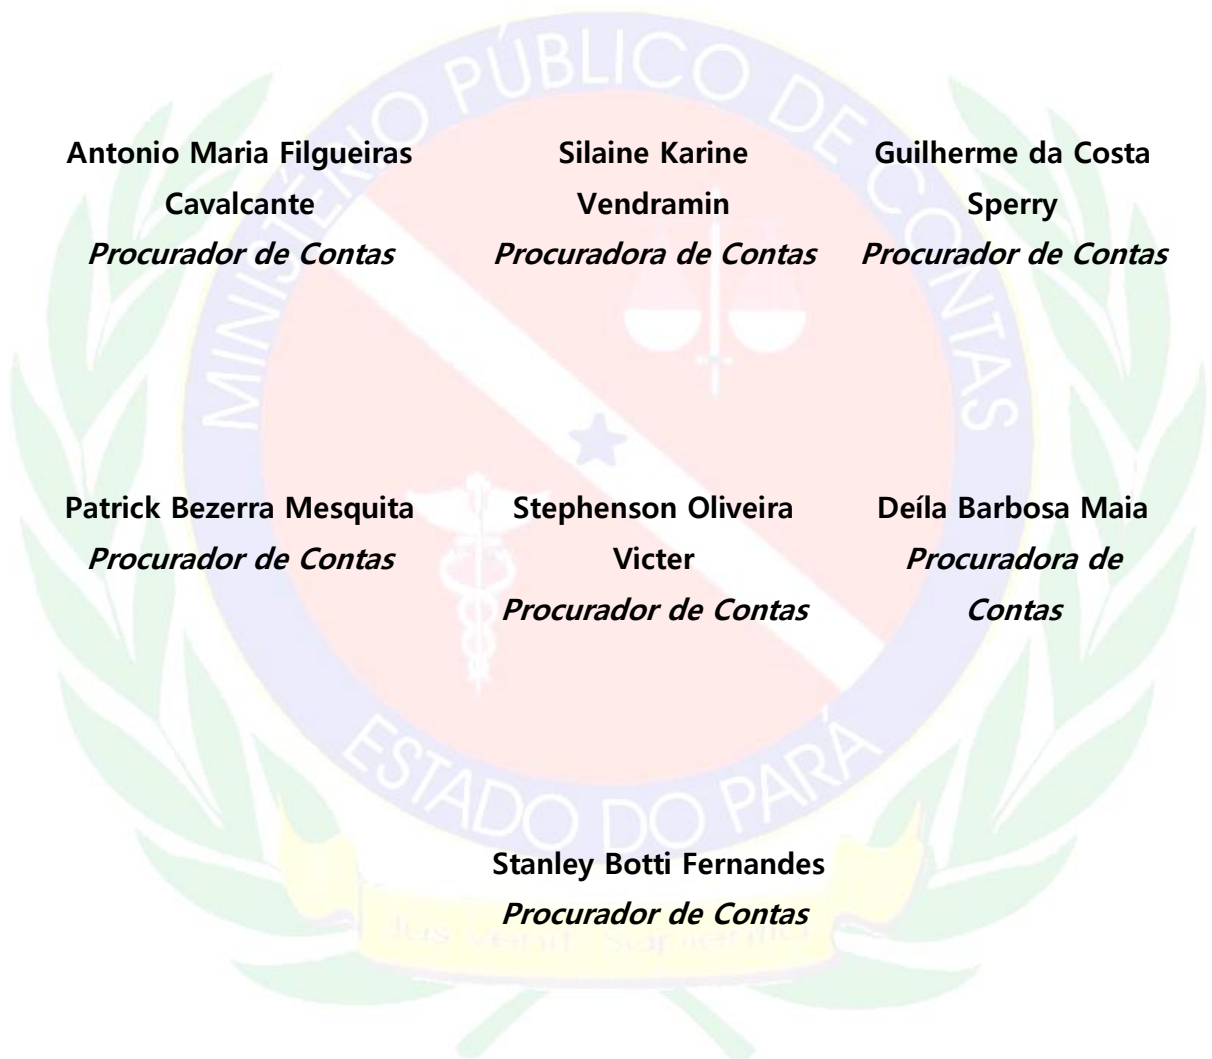 MINISTÉRIO PÚBLICO DE CONTAS
Antonio Maria Filgueiras
Cavalcante
Procurador de Contas
Silaine Karine
Vendramin
Procuradora de Contas
Guilherme da Costa
Sperry
Procurador de Contas
Patrick Bezerra Mesquita
Procurador de Contas
Stephenson Oliveira
Victer
Procurador de Contas
Deíla Barbosa Maia
Procuradora de
Contas
ESTADO DO PARÁ
Stanley Botti Fernandes
Procurador de Contas